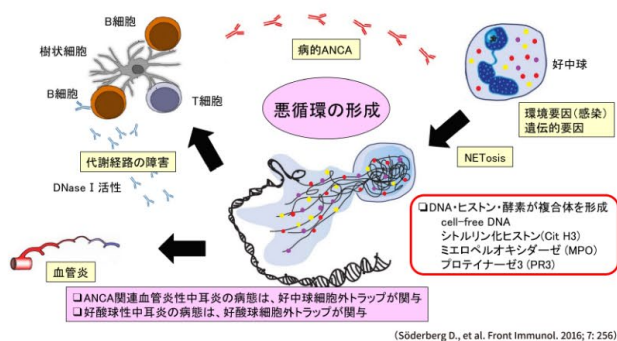 B細胞
樹状細胞
B細胞
T細胞
病的ANCA
好中球
悪循環の形成
環境要因(感染)
遺伝的要因
代謝経路の障害
NETosis
DNase I 活性
❑DNA・ヒストン・酵素が複合体を形成
cell-free DNA
シトルリン化ヒストン(Cit H3)
ミエロペルオキシダーゼ (MPO)
プロテイナーゼ3 (PR3)
血管炎
❑ANCA関連血管炎性中耳炎の病態は、好中球細胞外トラップが関与
❑好酸球性中耳炎の病態は、好酸球細胞外トラップが関与
(Söderberg D., et al. Front Immunol. 2016; 7: 256)